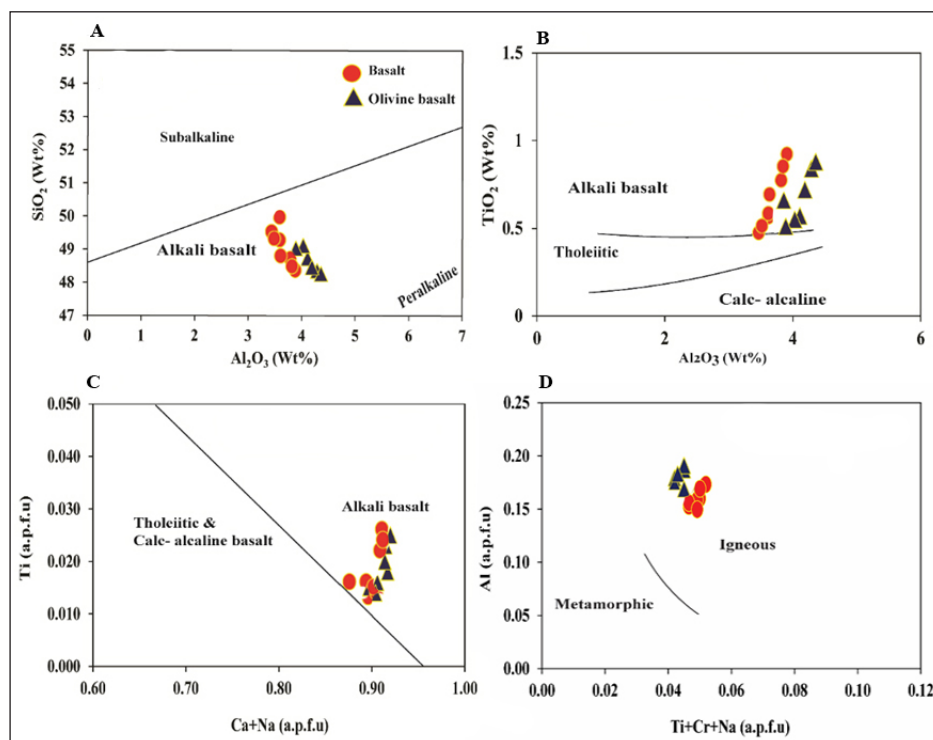 A
SiO₂ (Wt%)
55
54
53
52
51
50
49
48
47
Basalt
Olivine basalt
Subalkaline
Alkali basalt
Peralkaline
0 1 2 3 4 5 6 7
Al₂O₃ (Wt%)
B
TiO₂ (Wt%)
1.5
1
0.5
0
Alkali basalt
Tholeiitic
Calc- alcaline
0 2 4 6
Al₂O₃ (Wt%)
C
Ti (a.p.f.u)
0.050
0.040
0.030
0.020
0.010
0.000
Alkali basalt
Tholeiitic &
Calc- alcaline basalt
0.60 0.70 0.80 0.90 1.00
Ca+Na (a.p.f.u)
D
Al (a.p.f.u)
0.25
0.20
0.15
0.10
0.05
0.00
Igneous
Metamorphic
0.00 0.02 0.04 0.06 0.08 0.10 0.12
Ti+Cr+Na (a.p.f.u)